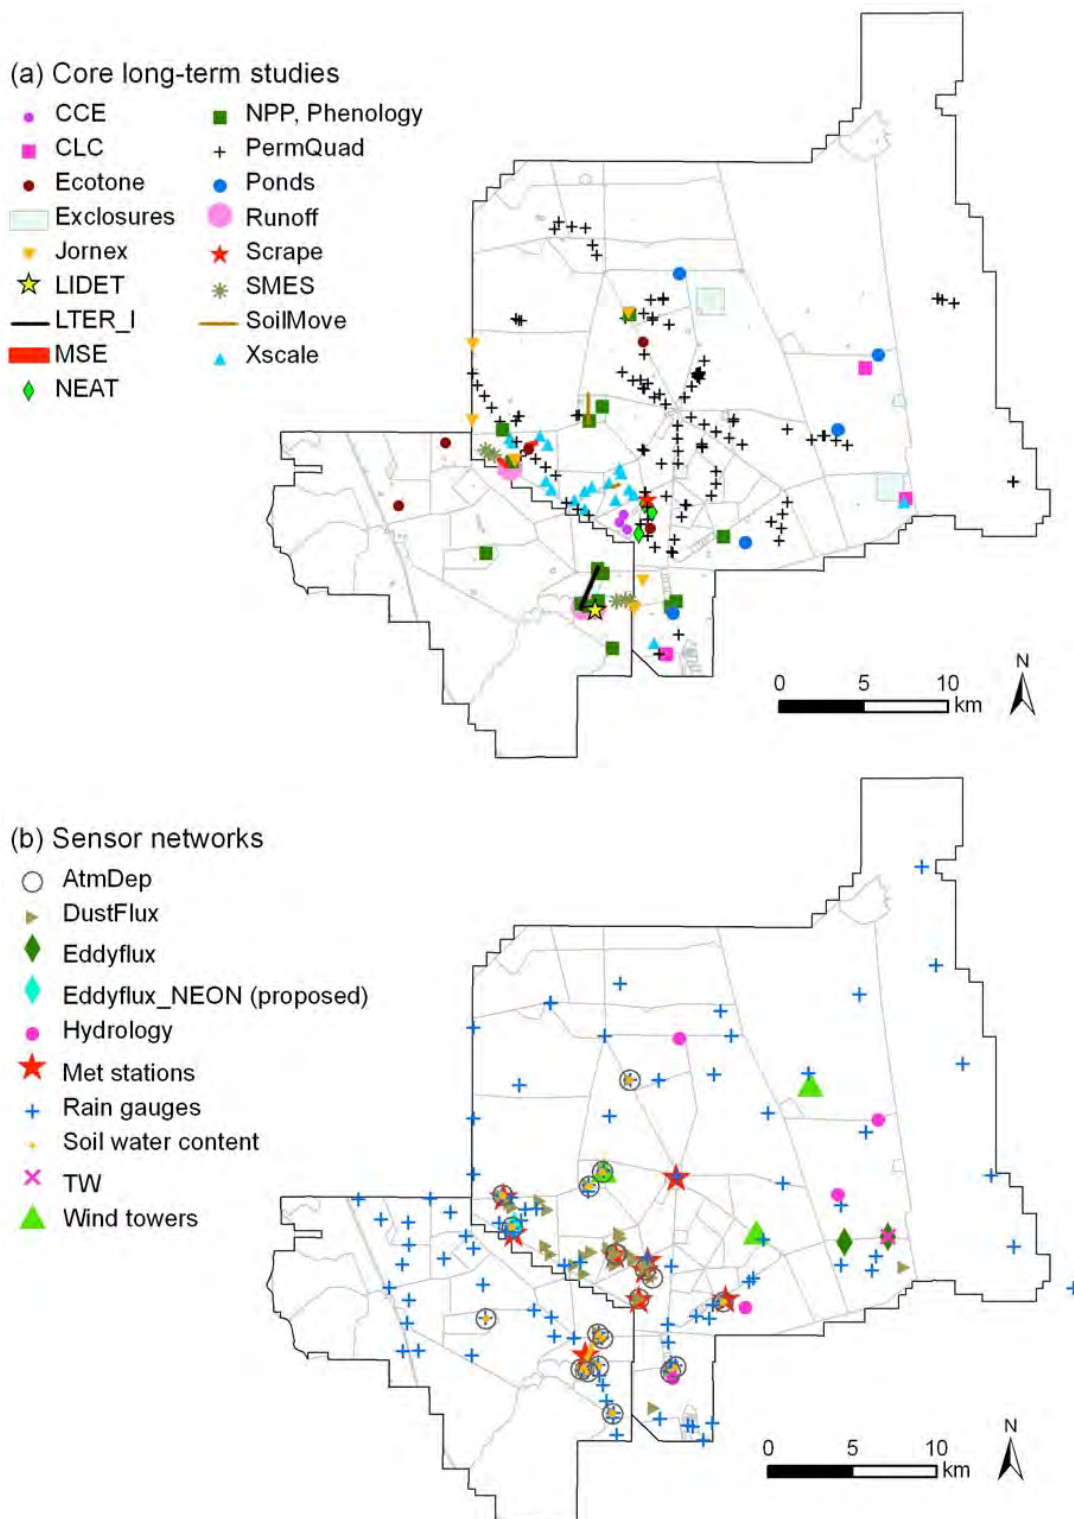 (a) Core long-term studies
CCE
CLC
Ecotone
Exclosures
Jornex
LIDET
LTER_I
MSE
NEAT
NPP, Phenology
PermQuad
Ponds
Runoff
Scrape
SMES
SoilMove
Xscale
N
0 5 10
km
(b) Sensor networks
AtmDep
DustFlux
Eddyflux
Eddyflux_NEON (proposed)
Hydrology
Met stations
Rain gauges
Soil water content
TW
Wind towers
N
0 5 10
km